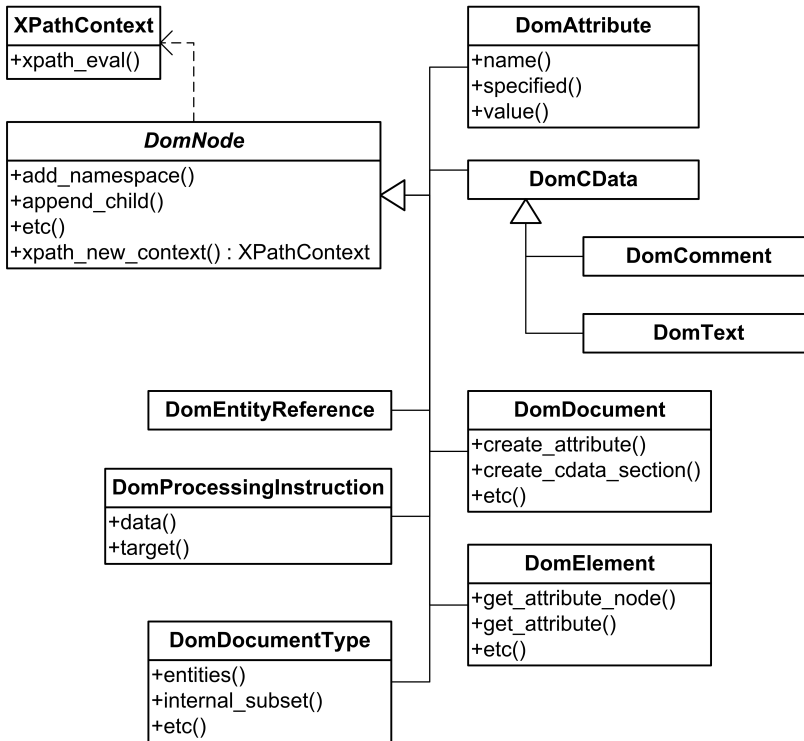 XPathContext
+xpath_eval()
DomNode
+add_namespace()
+append_child()
+etc()
+xpath_new_context() : XPathContext
DomAttribute
+name()
+specified()
+value()
DomCData
DomComment
DomText
DomEntityReference
DomDocument
+create_attribute()
+create_cdata_section()
+etc()
DomProcessingInstruction
+data()
+target()
DomElement
+get_attribute_node()
+get_attribute()
+etc()
DomDocumentType
+entities()
+internal_subset()
+etc()